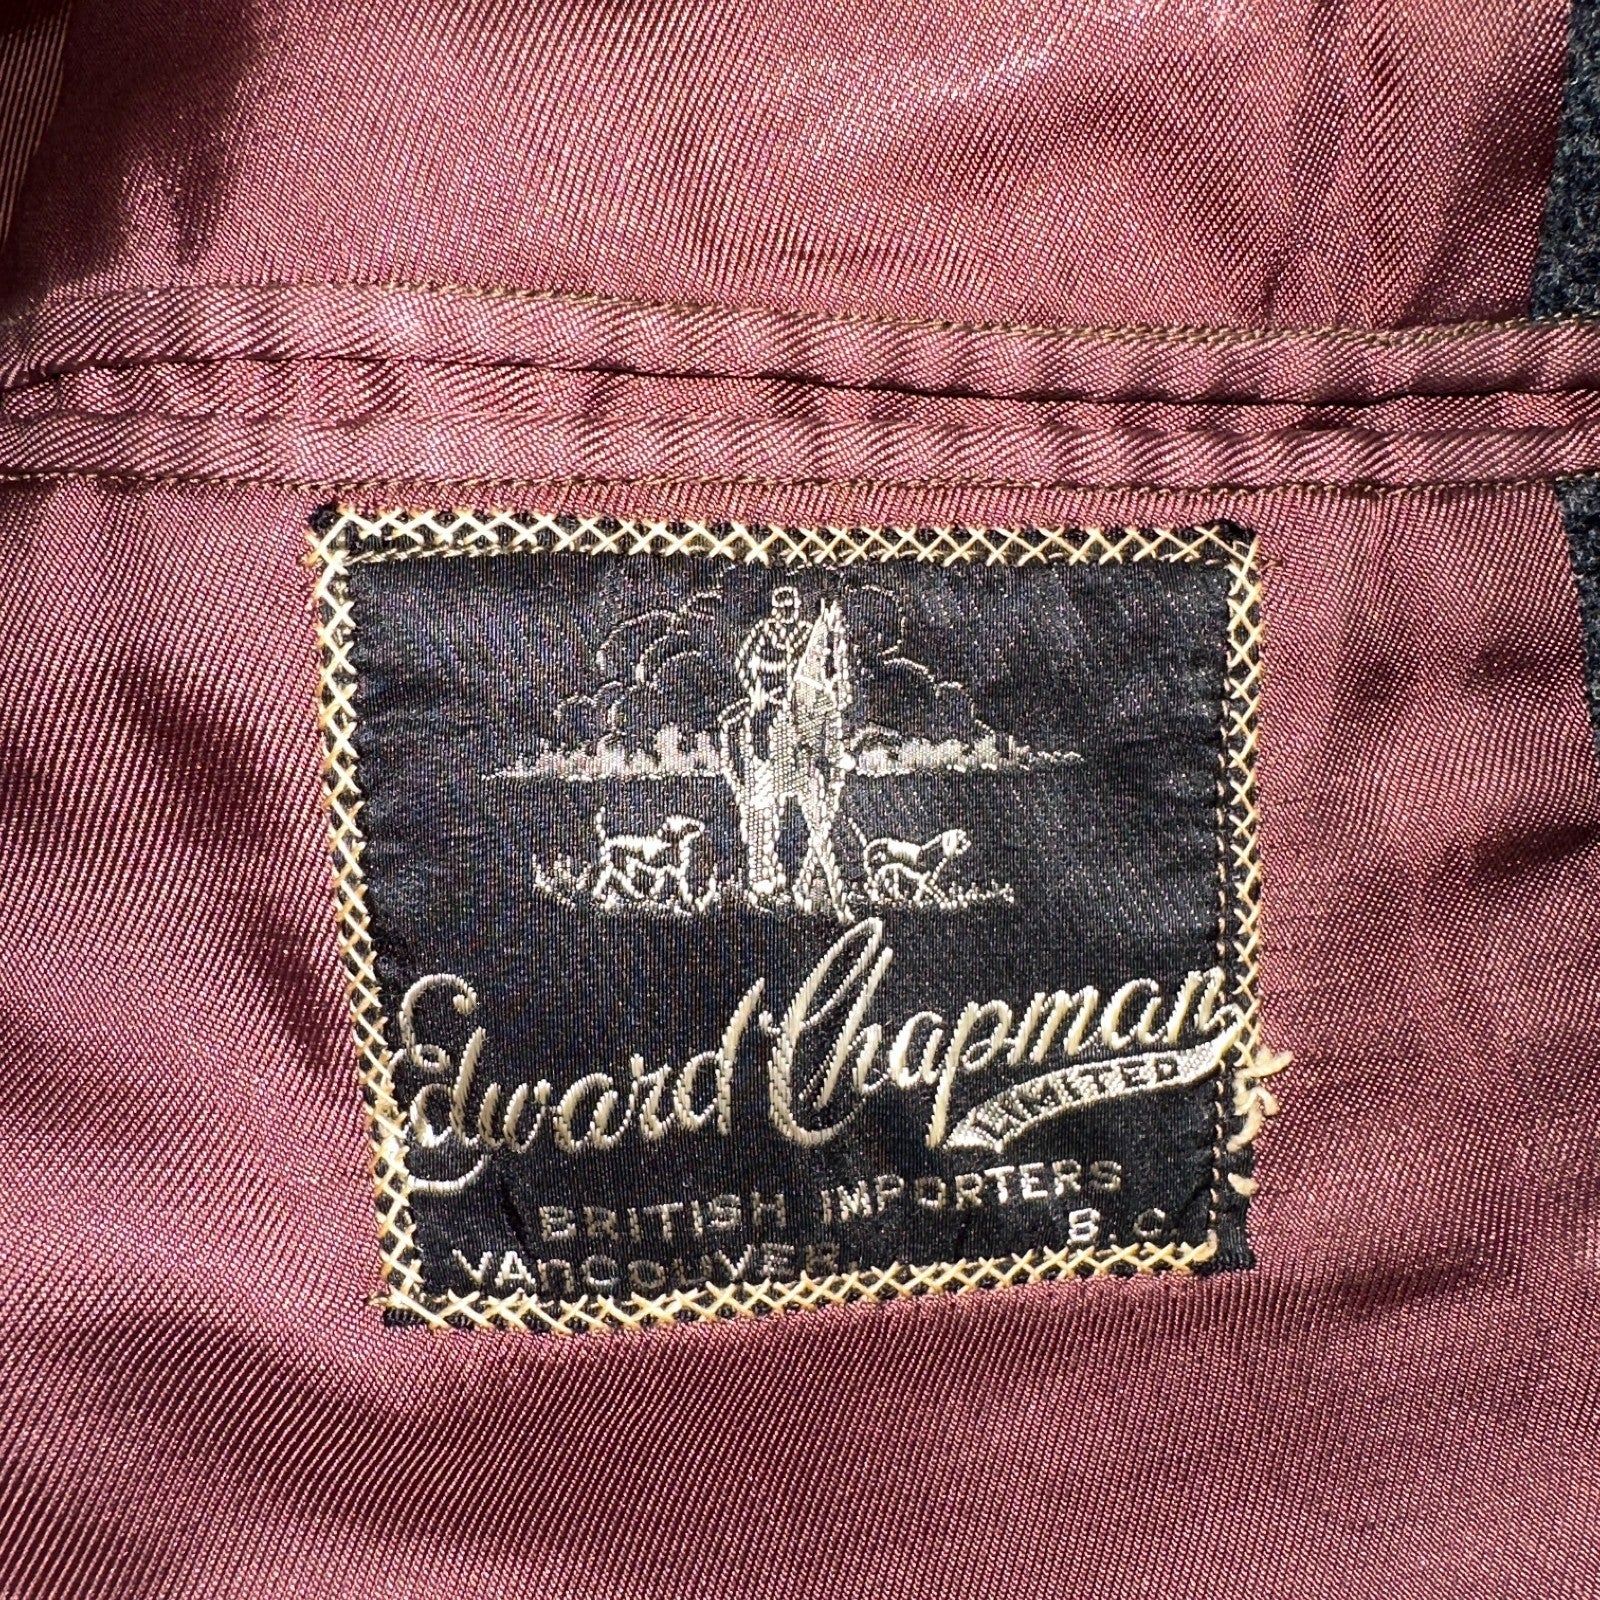 Edward Chapman
LIMITED
BRITISH IMPORTERS
VAncOUVER B.C.